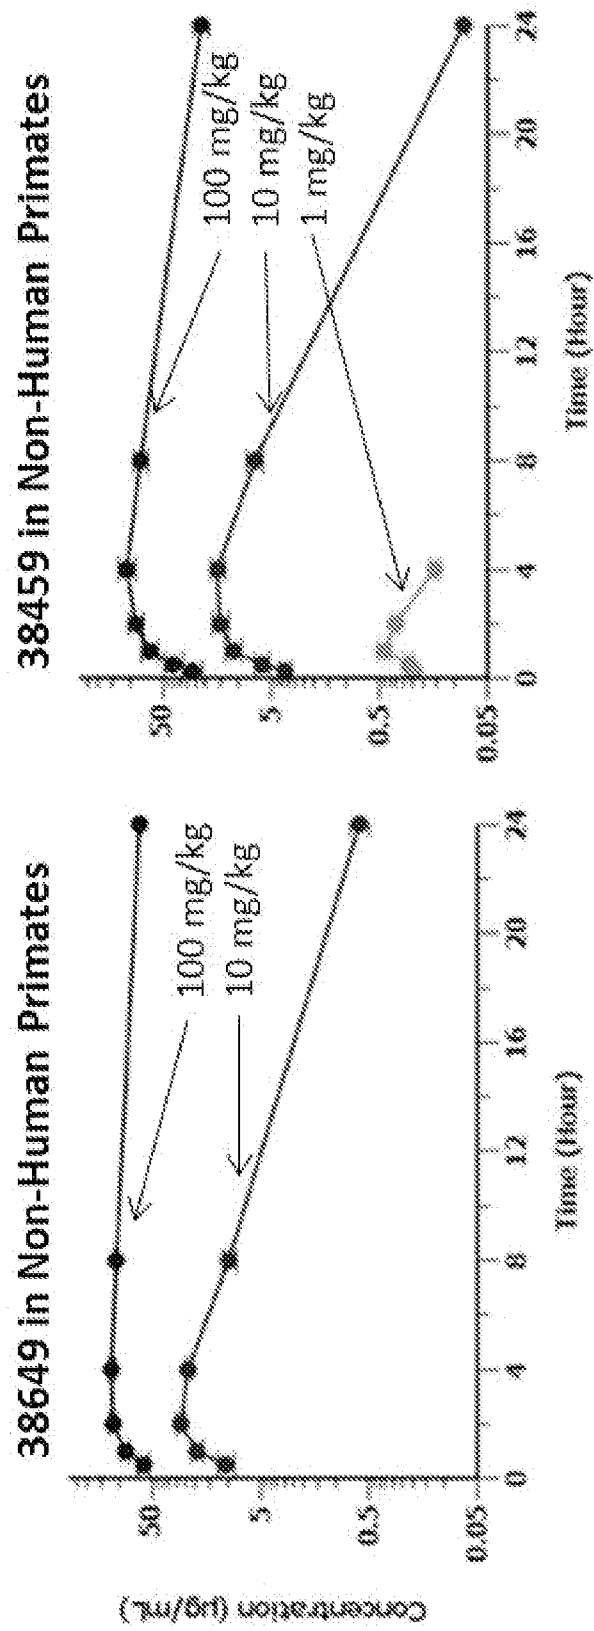 38649 in Non-Human Primates
Concentration (µg/mL)
50
5
0.5
0.05
100 mg/kg
10 mg/kg
0
4
8
12
16
20
24
Time (Hour)
38459 in Non-Human Primates
50
5
0.5
0.05
100 mg/kg
10 mg/kg
1 mg/kg
0
4
8
12
16
20
24
Time (Hour)